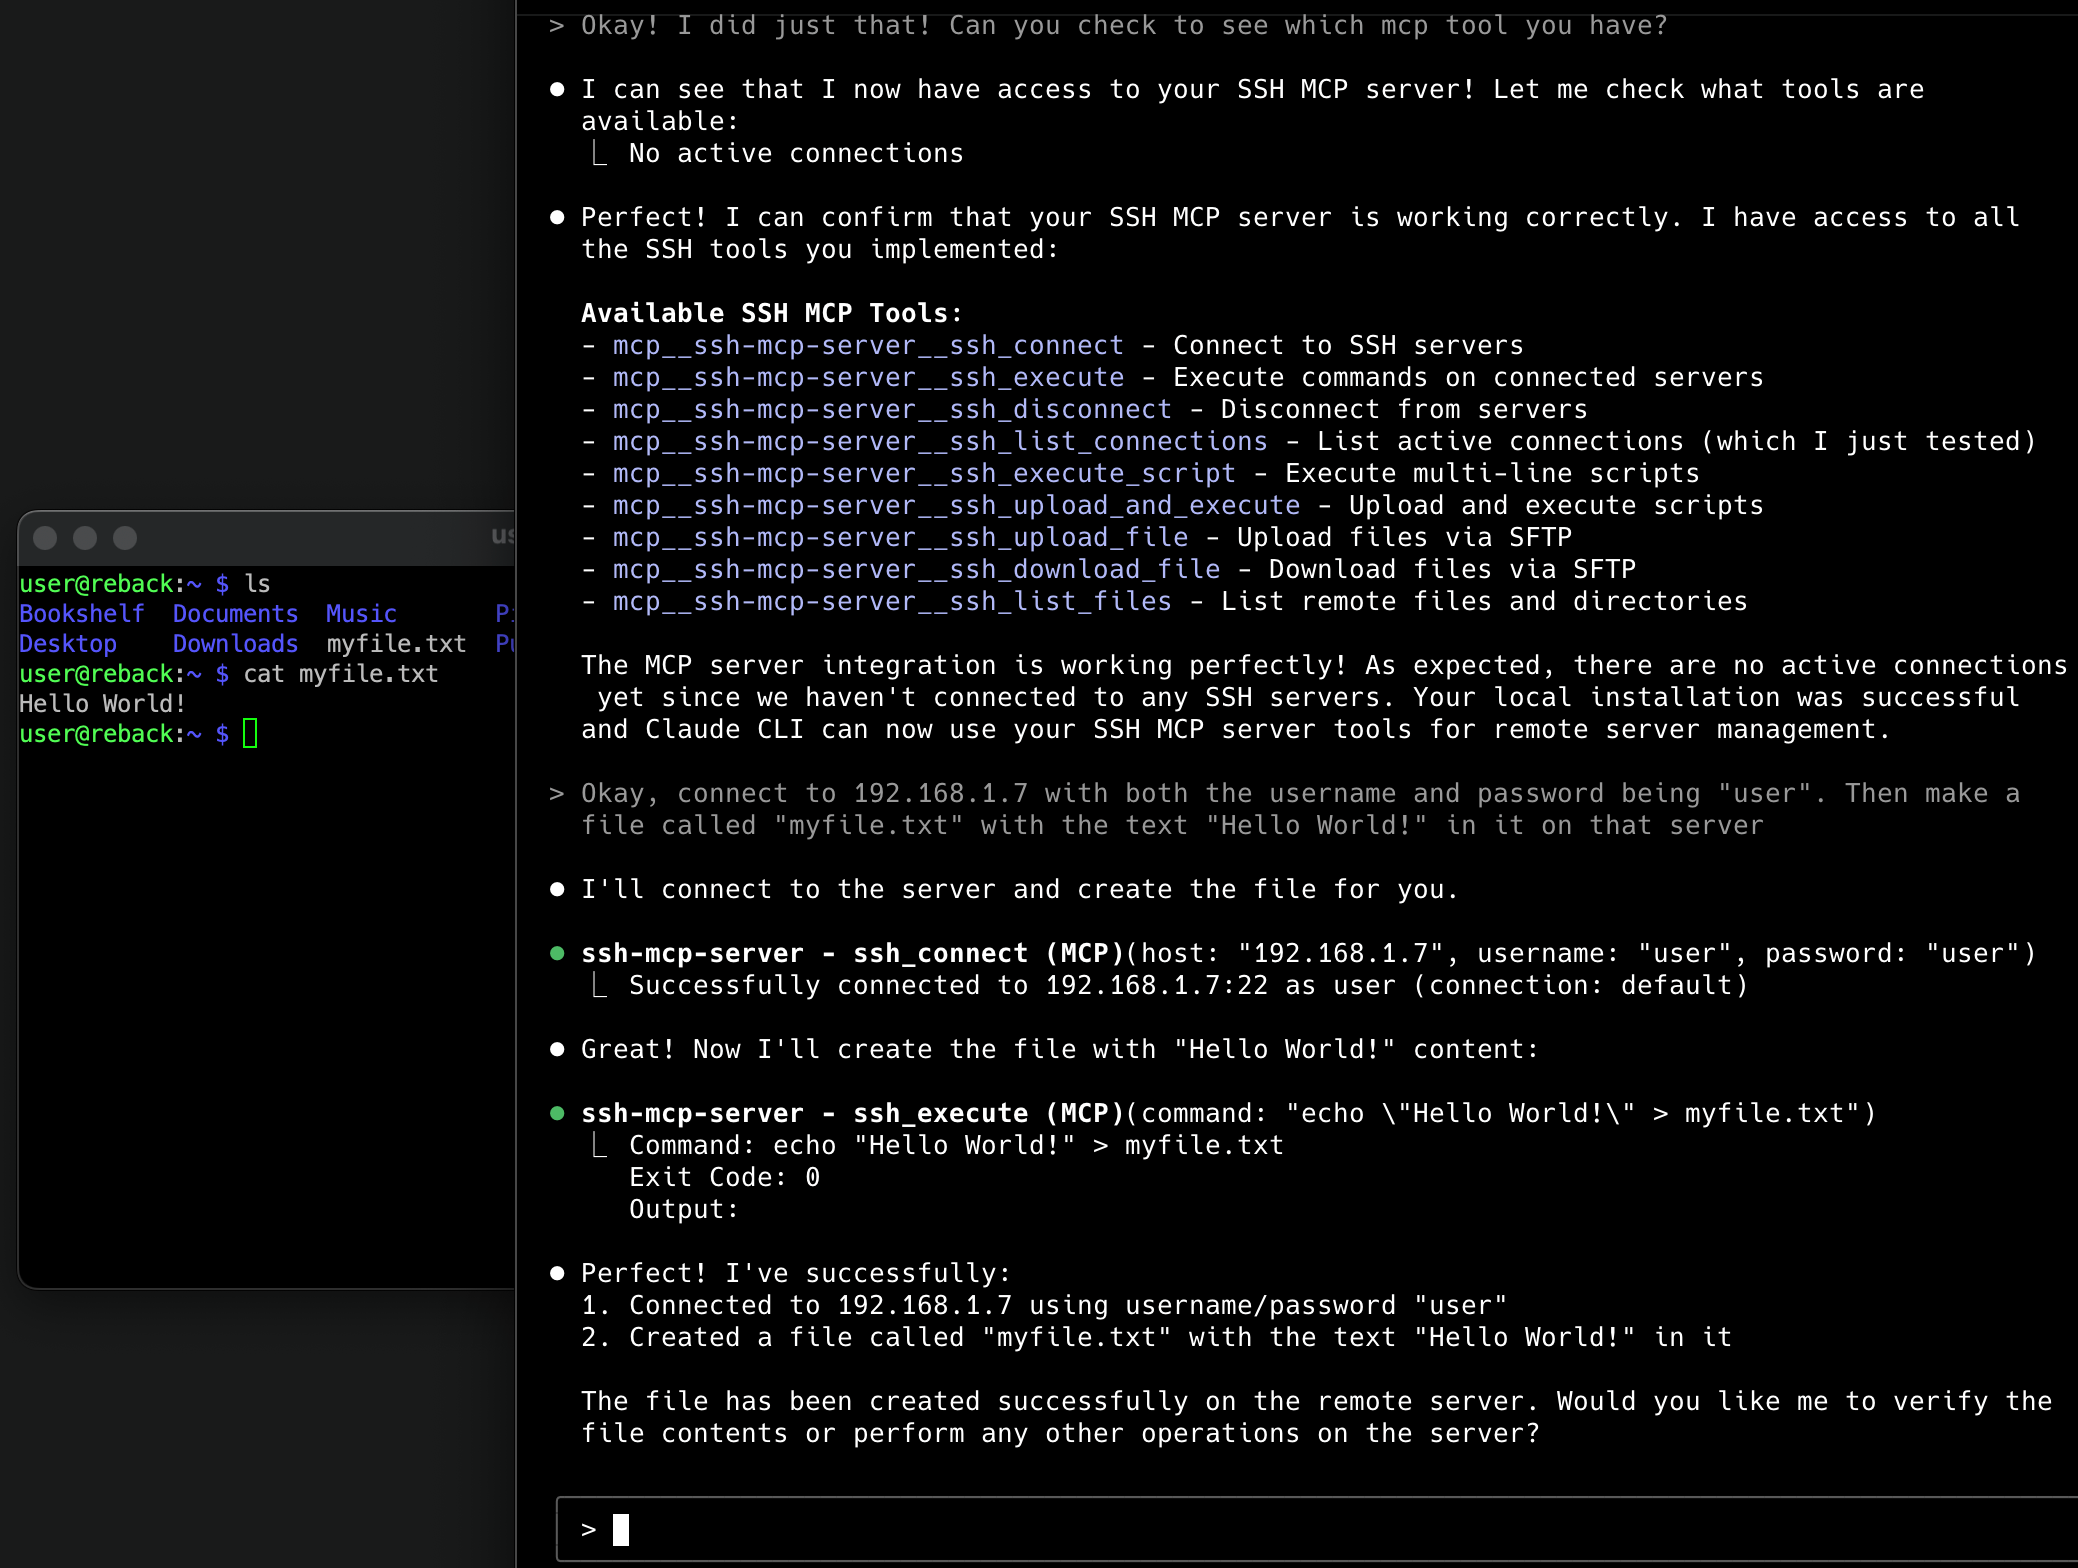 > Okay! I did just that! Can you check to see which mcp tool you have?
● I can see that I now have access to your SSH MCP server! Let me check what tools are
available:
⎿ No active connections
● Perfect! I can confirm that your SSH MCP server is working correctly. I have access to all
the SSH tools you implemented:
Available SSH MCP Tools:
- mcp__ssh-mcp-server__ssh_connect - Connect to SSH servers
- mcp__ssh-mcp-server__ssh_execute - Execute commands on connected servers
- mcp__ssh-mcp-server__ssh_disconnect - Disconnect from servers
- mcp__ssh-mcp-server__ssh_list_connections - List active connections (which I just tested)
- mcp__ssh-mcp-server__ssh_execute_script - Execute multi-line scripts
- mcp__ssh-mcp-server__ssh_upload_and_execute - Upload and execute scripts
- mcp__ssh-mcp-server__ssh_upload_file - Upload files via SFTP
- mcp__ssh-mcp-server__ssh_download_file - Download files via SFTP
- mcp__ssh-mcp-server__ssh_list_files - List remote files and directories
The MCP server integration is working perfectly! As expected, there are no active connections
yet since we haven't connected to any SSH servers. Your local installation was successful
and Claude CLI can now use your SSH MCP server tools for remote server management.
> Okay, connect to 192.168.1.7 with both the username and password being "user". Then make a
file called "myfile.txt" with the text "Hello World!" in it on that server
● I'll connect to the server and create the file for you.
● ssh-mcp-server - ssh_connect (MCP)(host: "192.168.1.7", username: "user", password: "user")
⎿ Successfully connected to 192.168.1.7:22 as user (connection: default)
● Great! Now I'll create the file with "Hello World!" content:
● ssh-mcp-server - ssh_execute (MCP)(command: "echo \"Hello World!\" > myfile.txt")
⎿ Command: echo "Hello World!" > myfile.txt
Exit Code: 0
Output:
● Perfect! I've successfully:
1. Connected to 192.168.1.7 using username/password "user"
2. Created a file called "myfile.txt" with the text "Hello World!" in it
The file has been created successfully on the remote server. Would you like me to verify the
file contents or perform any other operations on the server?
>
user@reback:~ $ ls
Bookshelf Documents Music
Desktop Downloads myfile.txt
user@reback:~ $ cat myfile.txt
Hello World!
user@reback:~ $